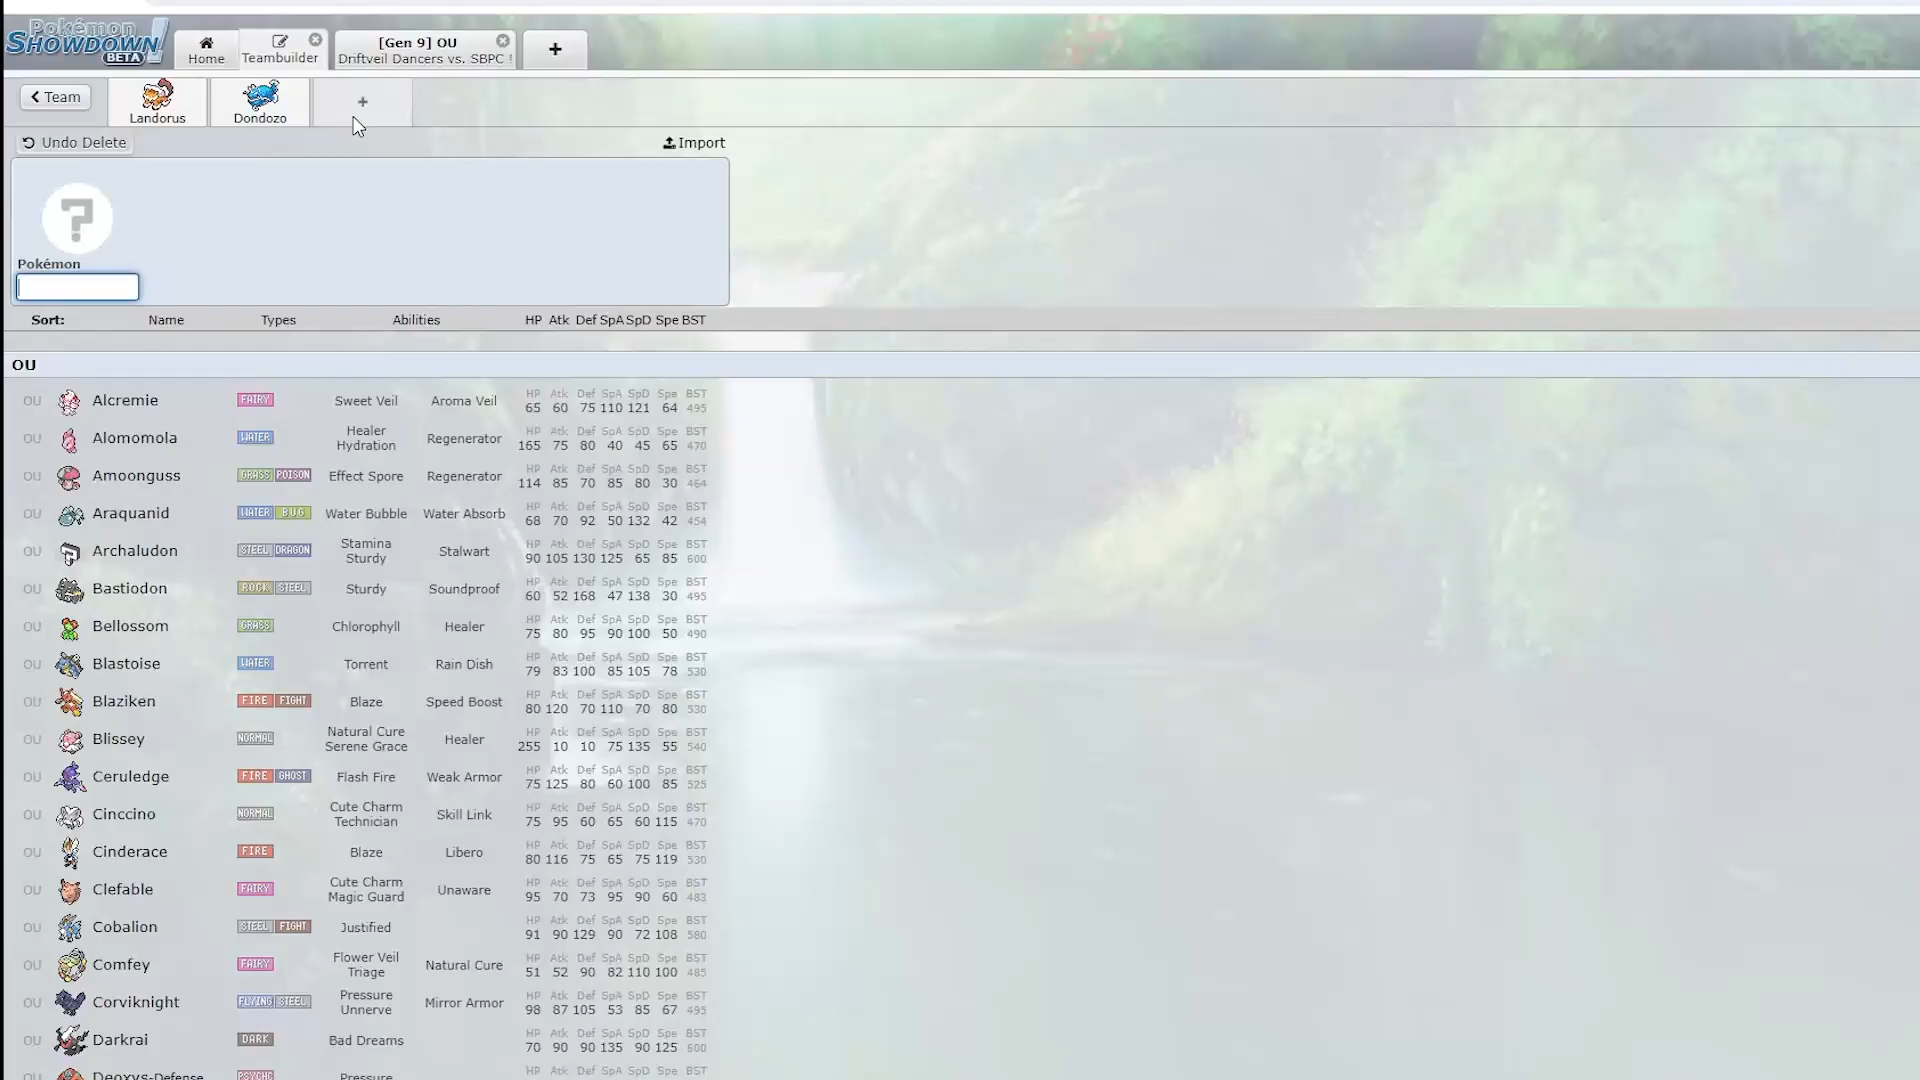 Pokémon
SHOWDOWN!
BETA
Home
Teambuilder
[Gen 9] OU
Driftveil Dancers vs. SBPC !
+
Team
Landorus
Dondozo
+
Undo Delete
Import
?
Pokémon
Sort: Name Types Abilities HP Atk Def SpA SpD Spe BST
OU
OU Alcremie FAIRY Sweet Veil Aroma Veil HP 65 Atk 60 Def 75 SpA 110 SpD 121 Spe 64 BST 495
OU Alomomola WATER Healer Hydration Regenerator HP 165 Atk 75 Def 80 SpA 40 SpD 45 Spe 65 BST 470
OU Amoonguss GRASS POISON Effect Spore Regenerator HP 114 Atk 85 Def 70 SpA 85 SpD 80 Spe 30 BST 464
OU Araquanid WATER BUG Water Bubble Water Absorb HP 68 Atk 70 Def 92 SpA 50 SpD 132 Spe 42 BST 454
OU Archaludon STEEL DRAGON Stamina Sturdy Stalwart HP 90 Atk 105 Def 130 SpA 125 SpD 65 Spe 85 BST 600
OU Bastiodon ROCK STEEL Sturdy Soundproof HP 60 Atk 52 Def 168 SpA 47 SpD 138 Spe 30 BST 495
OU Bellossom GRASS Chlorophyll Healer HP 75 Atk 80 Def 95 SpA 90 SpD 100 Spe 50 BST 490
OU Blastoise WATER Torrent Rain Dish HP 79 Atk 83 Def 100 SpA 85 SpD 105 Spe 78 BST 530
OU Blaziken FIRE FIGHT Blaze Speed Boost HP 80 Atk 120 Def 70 SpA 110 SpD 70 Spe 80 BST 530
OU Blissey NORMAL Natural Cure Serene Grace Healer HP 255 Atk 10 Def 10 SpA 75 SpD 135 Spe 55 BST 540
OU Ceruledge FIRE GHOST Flash Fire Weak Armor HP 75 Atk 125 Def 80 SpA 60 SpD 100 Spe 85 BST 525
OU Cinccino NORMAL Cute Charm Technician Skill Link HP 75 Atk 95 Def 60 SpA 65 SpD 60 Spe 115 BST 470
OU Cinderace FIRE Blaze Libero HP 80 Atk 116 Def 75 SpA 65 SpD 75 Spe 119 BST 530
OU Clefable FAIRY Cute Charm Magic Guard Unaware HP 95 Atk 70 Def 73 SpA 95 SpD 90 Spe 60 BST 483
OU Cobalion STEEL FIGHT Justified HP 91 Atk 90 Def 129 SpA 90 SpD 72 Spe 108 BST 580
OU Comfey FAIRY Flower Veil Triage Natural Cure HP 51 Atk 52 Def 90 SpA 82 SpD 110 Spe 100 BST 485
OU Corviknight FLYING STEEL Pressure Unnerve Mirror Armor HP 98 Atk 87 Def 105 SpA 53 SpD 85 Spe 67 BST 495
OU Darkrai DARK Bad Dreams HP 70 Atk 90 Def 90 SpA 135 SpD 90 Spe 125 BST 600
OU Deoxys-Defense PSYCHC Pressure HP Atk Def SpA SpD Spe BST